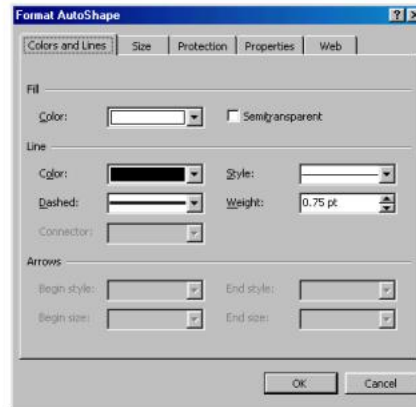 Format AutoShape
Colors and Lines Size Protection Properties Web
Fill
Color: Semitransparent
Line
Color: Style:
Dashed: Weight: 0.75 pt
Connector:
Arrows
Begin style: End style:
Begin size: End size:
OK Cancel